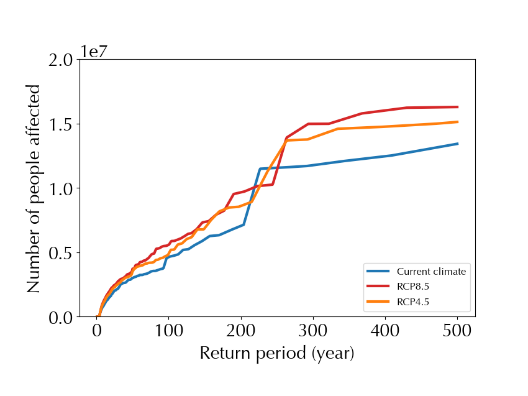 1e7
2.0
1.5
1.0
0.5
0.0
Number of people affected
0 100 200 300 400 500
Return period (year)
Current climate
RCP8.5
RCP4.5